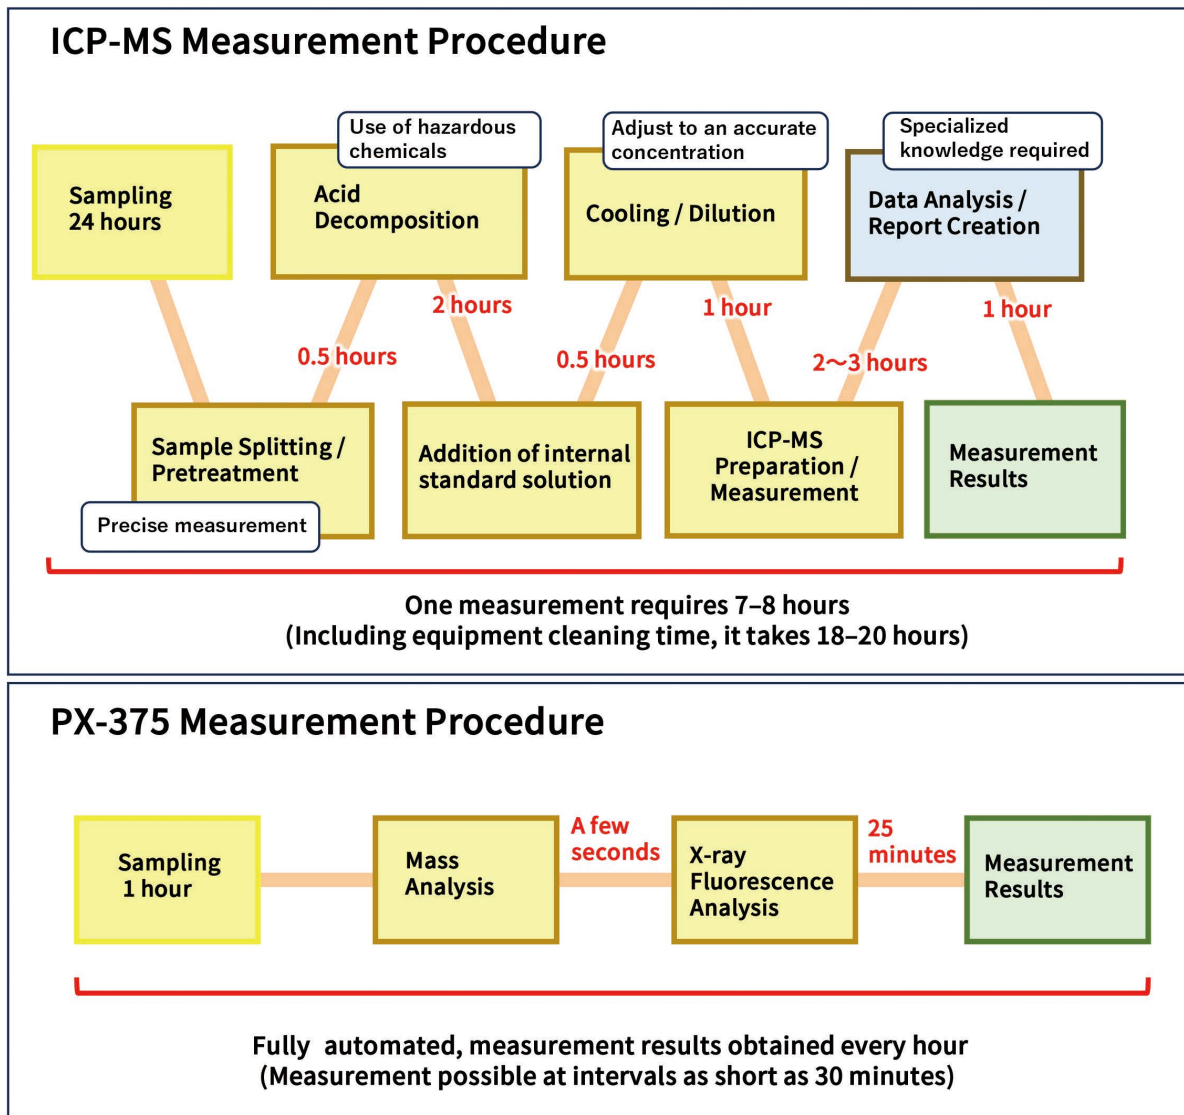 ICP-MS Measurement Procedure
Sampling
24 hours
Sample Splitting /
Pretreatment
Precise measurement
0.5 hours
Use of hazardous
chemicals
Acid
Decomposition
2 hours
Addition of internal
standard solution
0.5 hours
Adjust to an accurate
concentration
Cooling / Dilution
1 hour
ICP-MS
Preparation /
Measurement
2～3 hours
Specialized
knowledge required
Data Analysis /
Report Creation
1 hour
Measurement
Results
One measurement requires 7–8 hours
(Including equipment cleaning time, it takes 18–20 hours)
PX-375 Measurement Procedure
Sampling
1 hour
Mass
Analysis
A few
seconds
X-ray
Fluorescence
Analysis
25
minutes
Measurement
Results
Fully automated, measurement results obtained every hour
(Measurement possible at intervals as short as 30 minutes)